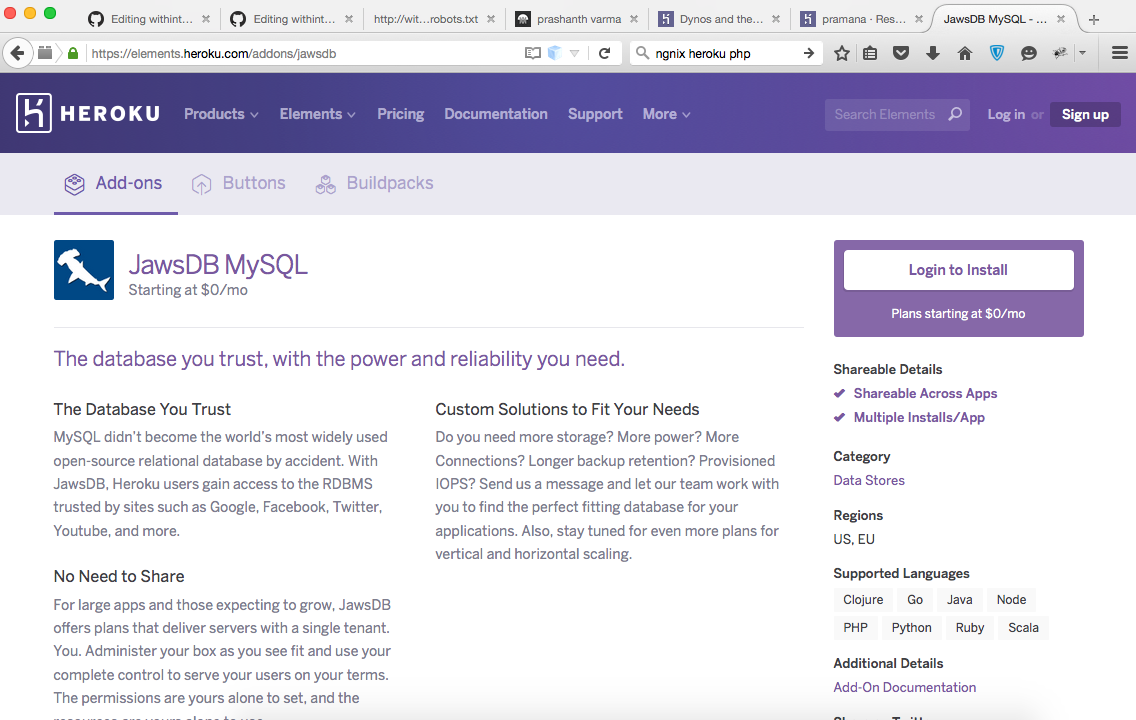 Editing withint...
Editing withint...
http://wit...robots.txt
prashanth varma
Dynos and the...
pramana · Res...
JawsDB MySQL - ...
https://elements.heroku.com/addons/jawsdb
ngnix heroku php
HEROKU
Products
Elements
Pricing
Documentation
Support
More
Search Elements
Log in or
Sign up
Add-ons
Buttons
Buildpacks
JawsDB MySQL
Starting at $0/mo
The database you trust, with the power and reliability you need.
The Database You Trust
MySQL didn't become the world's most widely used
open-source relational database by accident. With
JawsDB, Heroku users gain access to the RDBMS
trusted by sites such as Google, Facebook, Twitter,
Youtube, and more.
No Need to Share
For large apps and those expecting to grow, JawsDB
offers plans that deliver servers with a single tenant.
You. Administer your box as you see fit and use your
complete control to serve your users on your terms.
The permissions are yours alone to set, and the
Custom Solutions to Fit Your Needs
Do you need more storage? More power? More
Connections? Longer backup retention? Provisioned
IOPS? Send us a message and let our team work with
you to find the perfect fitting database for your
applications. Also, stay tuned for even more plans for
vertical and horizontal scaling.
Login to Install
Plans starting at $0/mo
Shareable Details
Shareable Across Apps
Multiple Installs/App
Category
Data Stores
Regions
US, EU
Supported Languages
Clojure
Go
Java
Node
PHP
Python
Ruby
Scala
Additional Details
Add-On Documentation